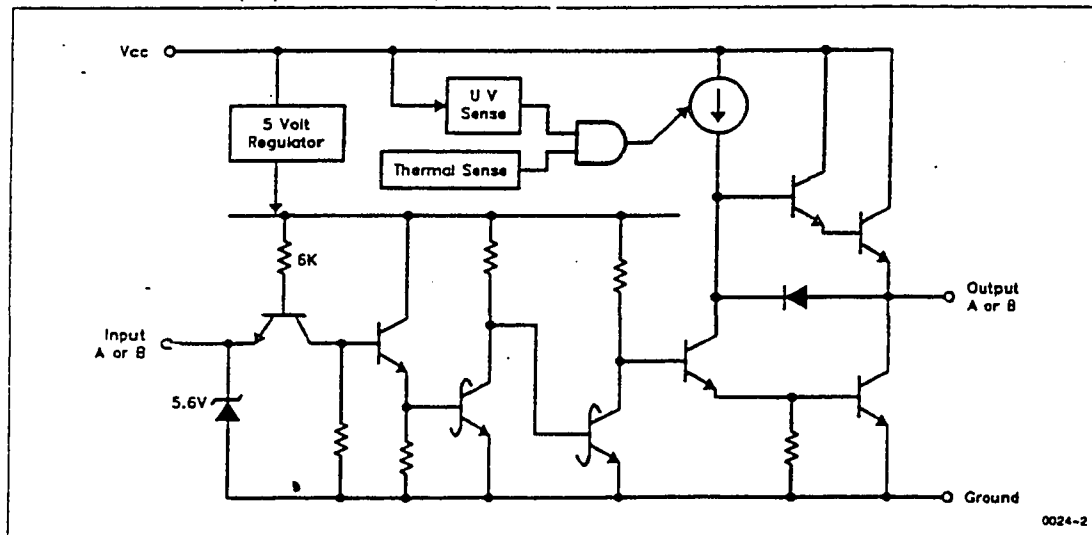 Vcc
5 Volt
Regulator
U V
Sense
Thermal Sense
6K
Input
A or B
5.6V
Output
A or B
Ground
0024-2